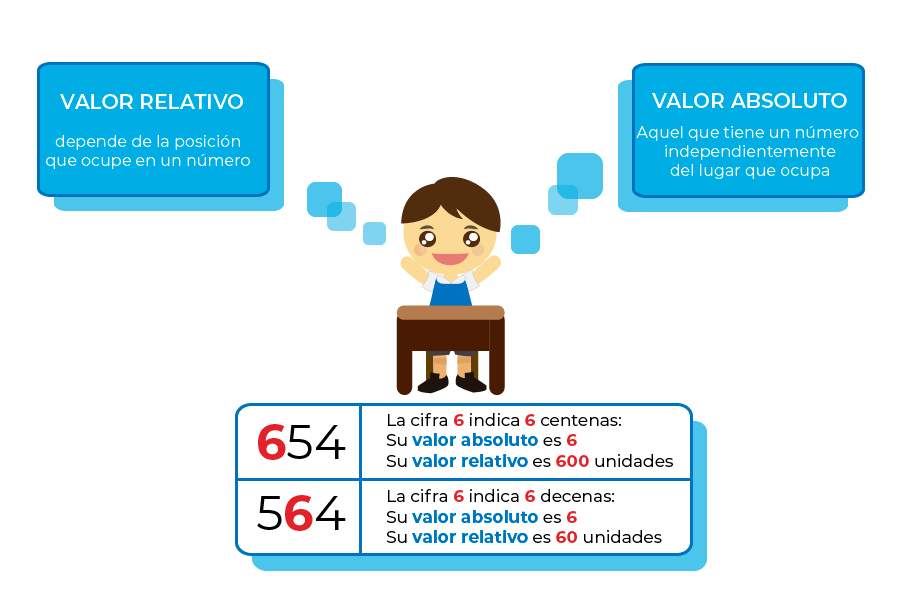 VALOR RELATIVO
depende de la posición
que ocupe en un número
VALOR ABSOLUTO
Aquel que tiene un número
independientemente
del lugar que ocupa
654
La cifra 6 indica 6 centenas:
Su valor absoluto es 6
Su valor relativo es 600 unidades
564
La cifra 6 indica 6 decenas:
Su valor absoluto es 6
Su valor relativo es 60 unidades